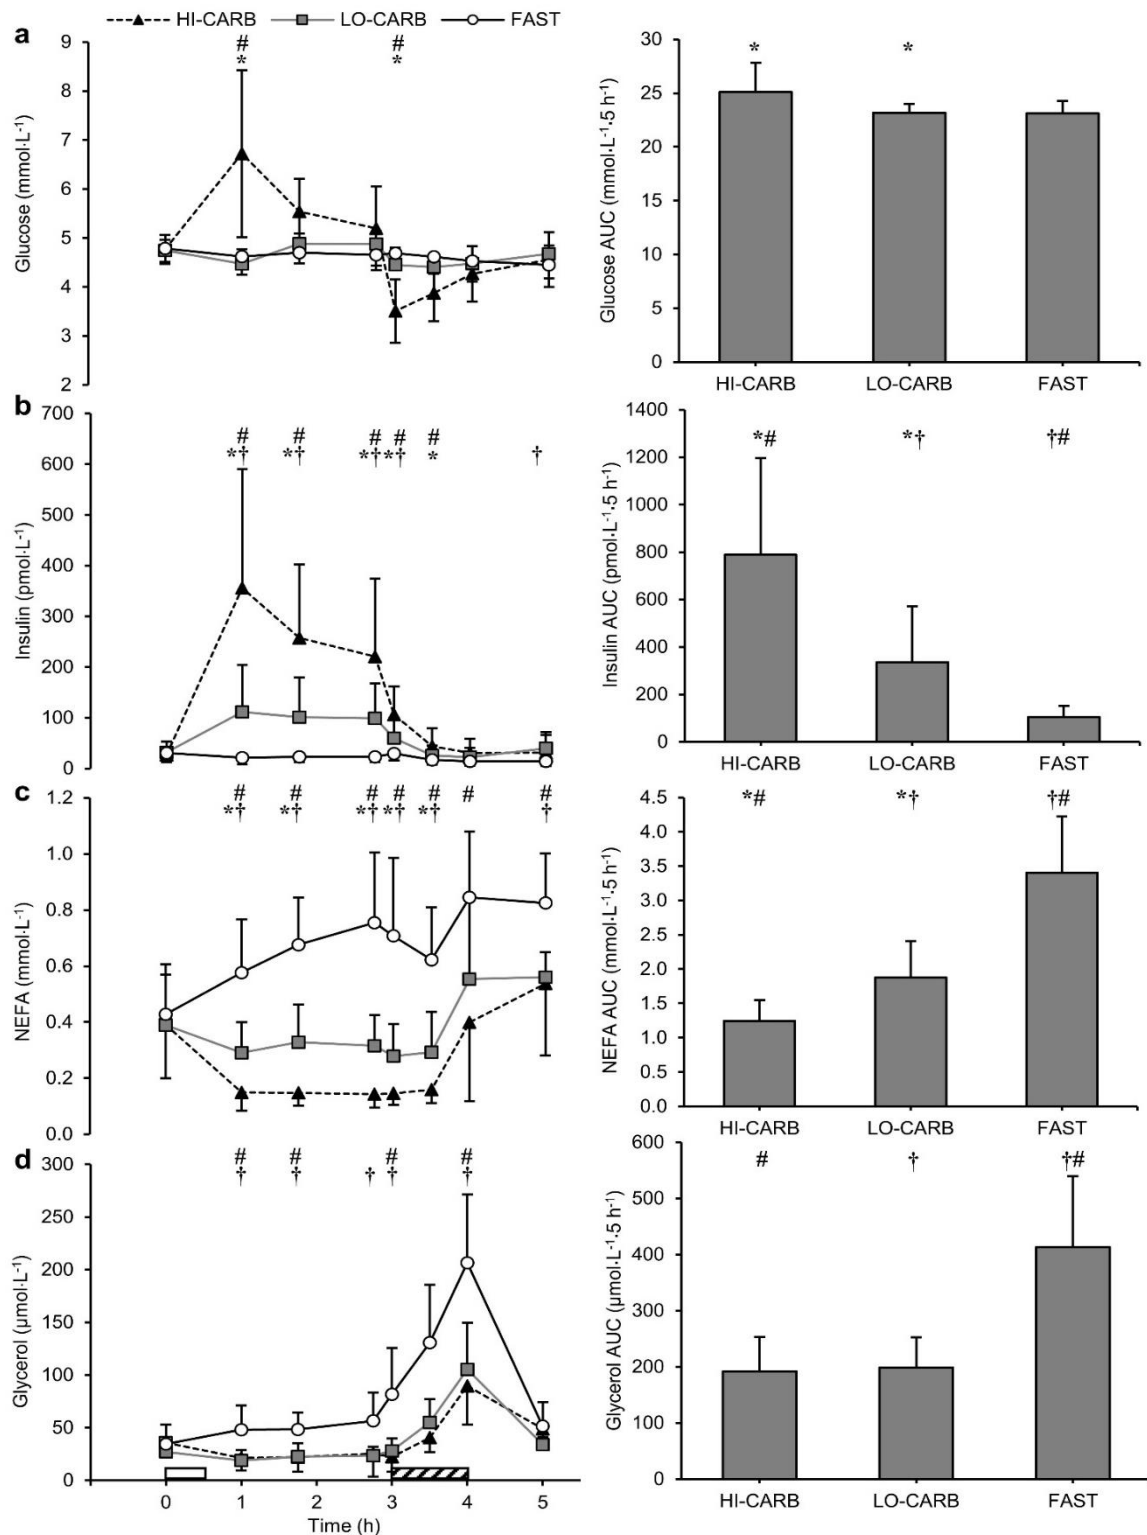 HI-CARB LO-CARB FAST
a
Glucose (mmol·L⁻¹)
9
8
7
6
5
4
3
2
# #
* *
Glucose AUC (mmol·L⁻¹·5 h⁻¹)
30
25
20
15
10
5
0
* *
HI-CARB LO-CARB FAST
b
Insulin (pmol·L⁻¹)
700
600
500
400
300
200
100
0
# # # # #
*† *† *† *† * †
Insulin AUC (pmol·L⁻¹·5 h⁻¹)
1400
1200
1000
800
600
400
200
0
*# *† †#
HI-CARB LO-CARB FAST
c
NEFA (mmol·L⁻¹)
1.2
1.0
0.8
0.6
0.4
0.2
0.0
# # # # # # #
*† *† *† *† *† †
NEFA AUC (mmol·L⁻¹·5 h⁻¹)
4.5
4.0
3.5
3.0
2.5
2.0
1.5
1.0
0.5
0.0
*# *† †#
HI-CARB LO-CARB FAST
d
Glycerol (µmol·L⁻¹)
300
250
200
150
100
50
0
# # # #
† † † † †
0 1 2 3 4 5
Time (h)
Glycerol AUC (µmol·L⁻¹·5 h⁻¹)
600
500
400
300
200
100
0
# † †#
HI-CARB LO-CARB FAST